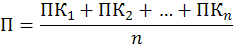 П = (ПК₁ + ПК₂ + … + ПКₙ) / n